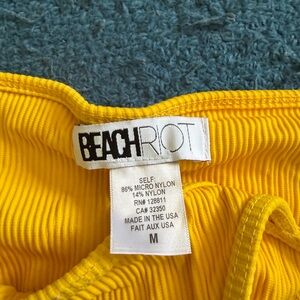 BEACHRIOT
SELF:
86% MICRO NYLON
14% NYLON
RN# 128811
CA# 32350
MADE IN THE USA
FAIT AUX USA
M